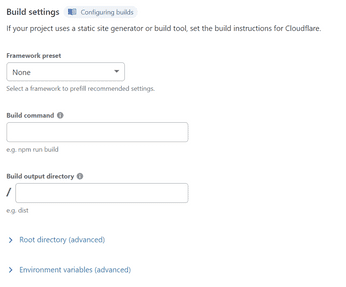 Build settings Configuring builds
If your project uses a static site generator or build tool, set the build instructions for Cloudflare.
Framework preset
None
Select a framework to prefill recommended settings.
Build command
e.g. npm run build
Build output directory
/
e.g. dist
Root directory (advanced)
Environment variables (advanced)